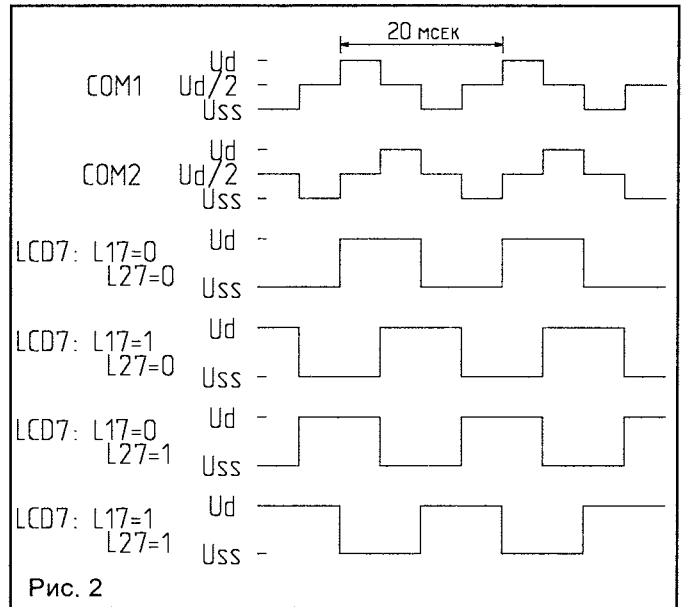 20 мсек
Ud
COM1 Ud/2
Uss
Ud
COM2 Ud/2
Uss
LCD7: L17=0 Ud
L27=0 Uss
LCD7: L17=1 Ud
L27=0 Uss
LCD7: L17=0 Ud
L27=1 Uss
LCD7: L17=1 Ud
L27=1 Uss
Рис. 2